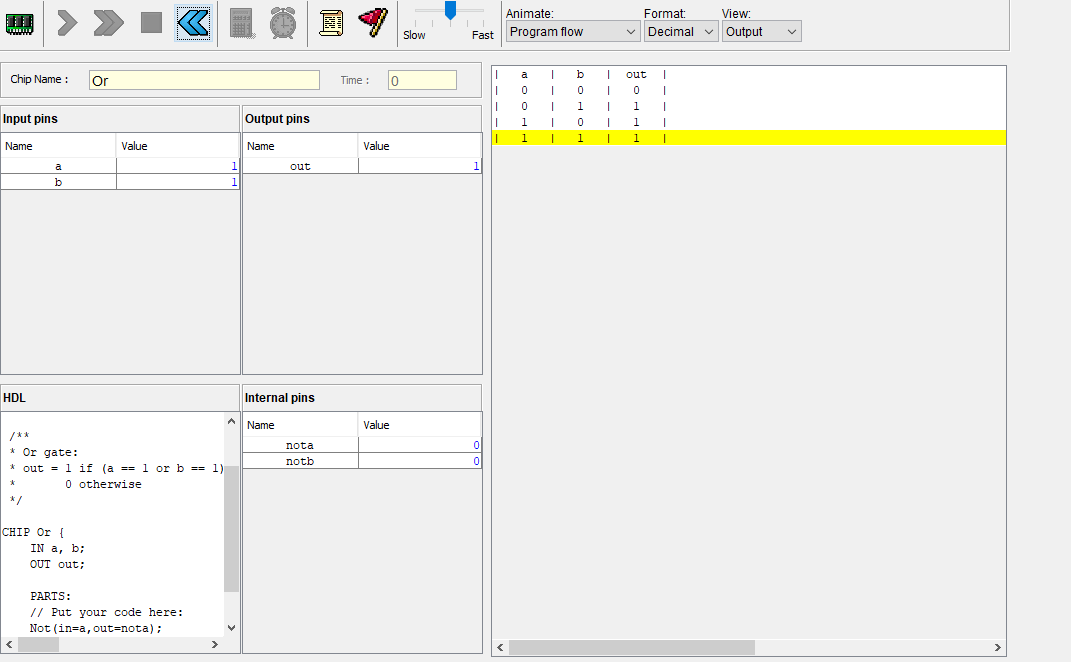 Slow Fast
Animate: Format: View:
Program flow Decimal Output
Chip Name : Or Time : 0
Input pins
Name Value
a 1
b 1
Output pins
Name Value
out 1
HDL
/**
* Or gate:
* out = 1 if (a == 1 or b == 1)
* 0 otherwise
*/
CHIP Or {
IN a, b;
OUT out;
PARTS:
// Put your code here:
Not(in=a,out=nota);
Internal pins
Name Value
nota 0
notb 0
| a | b | out |
| 0 | 0 | 0 |
| 0 | 1 | 1 |
| 1 | 0 | 1 |
| 1 | 1 | 1 |